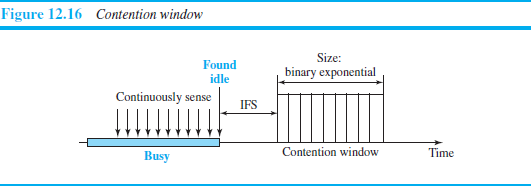 Figure 12.16 Contention window
Found
idle
Size:
binary exponential
Continuously sense
IFS
Busy
Contention window
Time